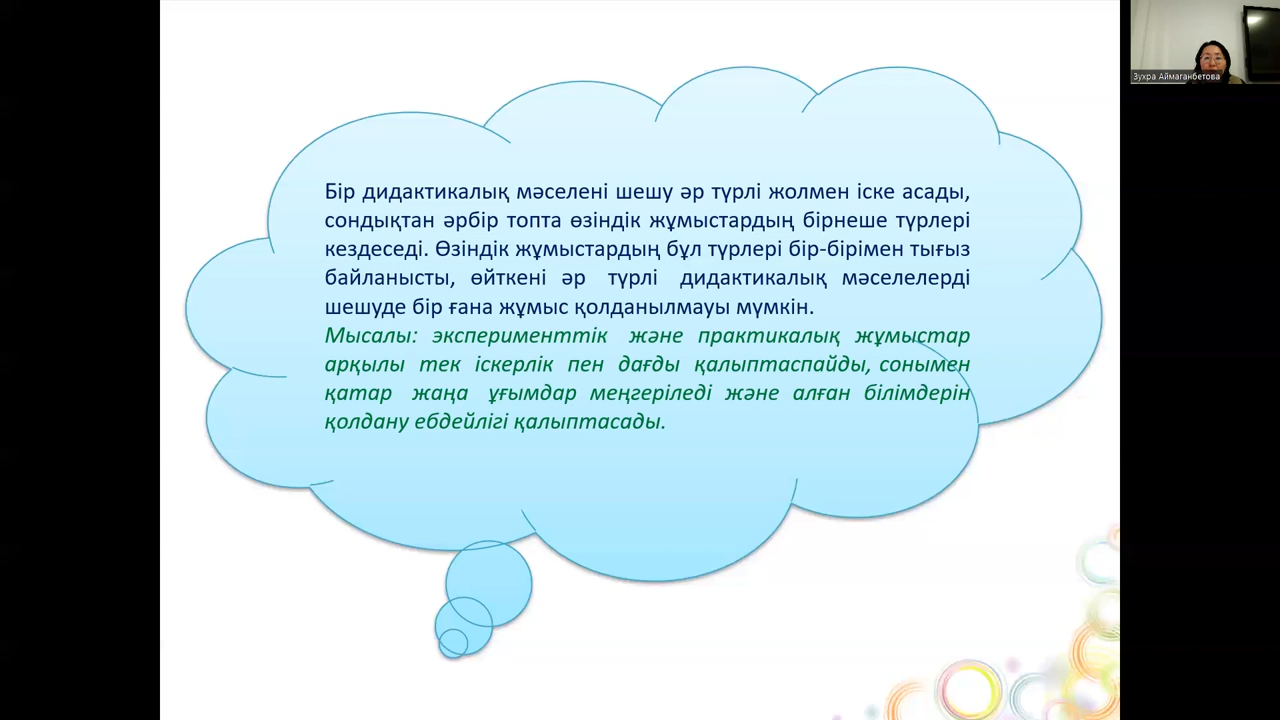 Бір дидактикалық мәселені шешу әр түрлі жолмен іске асады,
сондықтан әрбір топта өзіндік жұмыстардың бірнеше түрлері
кездеседі. Өзіндік жұмыстардың бұл түрлері бір-бірімен тығыз
байланысты, өйткені әр түрлі дидактикалық мәселелерді
шешуде бір ғана жұмыс қолданылмауы мүмкін.
Мысалы: эксперименттік және практикалық жұмыстар
арқылы тек іскерлік пен дағды қалыптаспайды, сонымен
қатар жаңа ұғымдар меңгеріледі және алған білімдерін
қолдану ебдейлігі қалыптасады.
Зухра Аймаганбетова